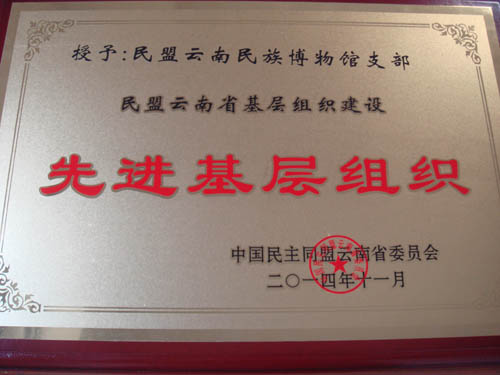 授予:民盟云南民族博物馆支部
民盟云南省基层组织建设
先进基层组织
中国民主同盟云南省委员会
二〇一四年十一月